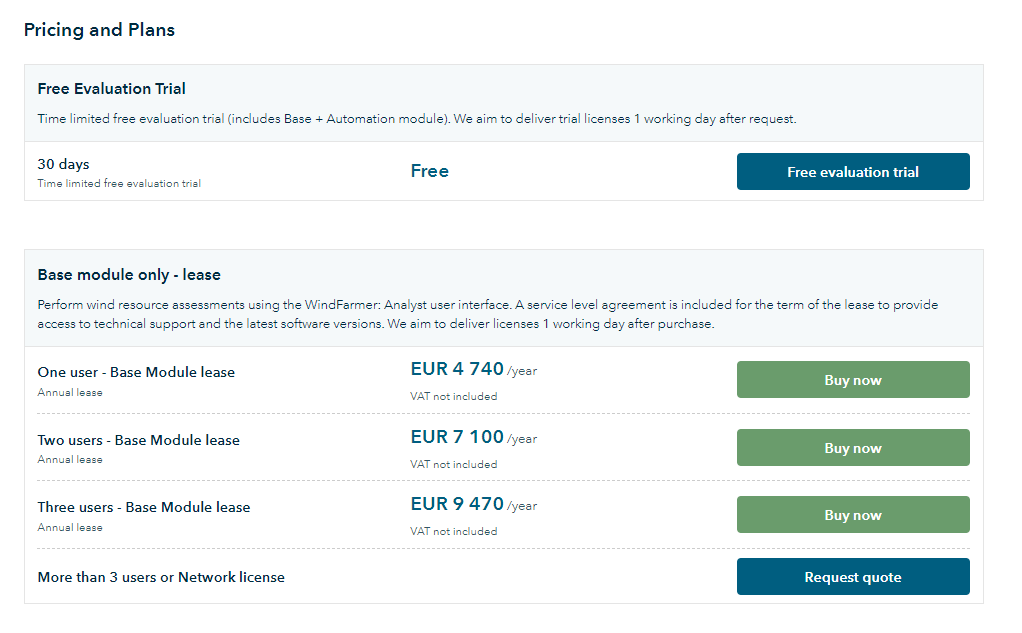 Pricing and Plans
Free Evaluation Trial
Time limited free evaluation trial (includes Base + Automation module). We aim to deliver trial licenses 1 working day after request.
30 days
Time limited free evaluation trial
Free
Free evaluation trial
Base module only - lease
Perform wind resource assessments using the WindFarmer: Analyst user interface. A service level agreement is included for the term of the lease to provide
access to technical support and the latest software versions. We aim to deliver licenses 1 working day after purchase.
One user - Base Module lease
Annual lease
EUR 4 740 /year
VAT not included
Buy now
Two users - Base Module lease
Annual lease
EUR 7 100 /year
VAT not included
Buy now
Three users - Base Module lease
Annual lease
EUR 9 470 /year
VAT not included
Buy now
More than 3 users or Network license
Request quote